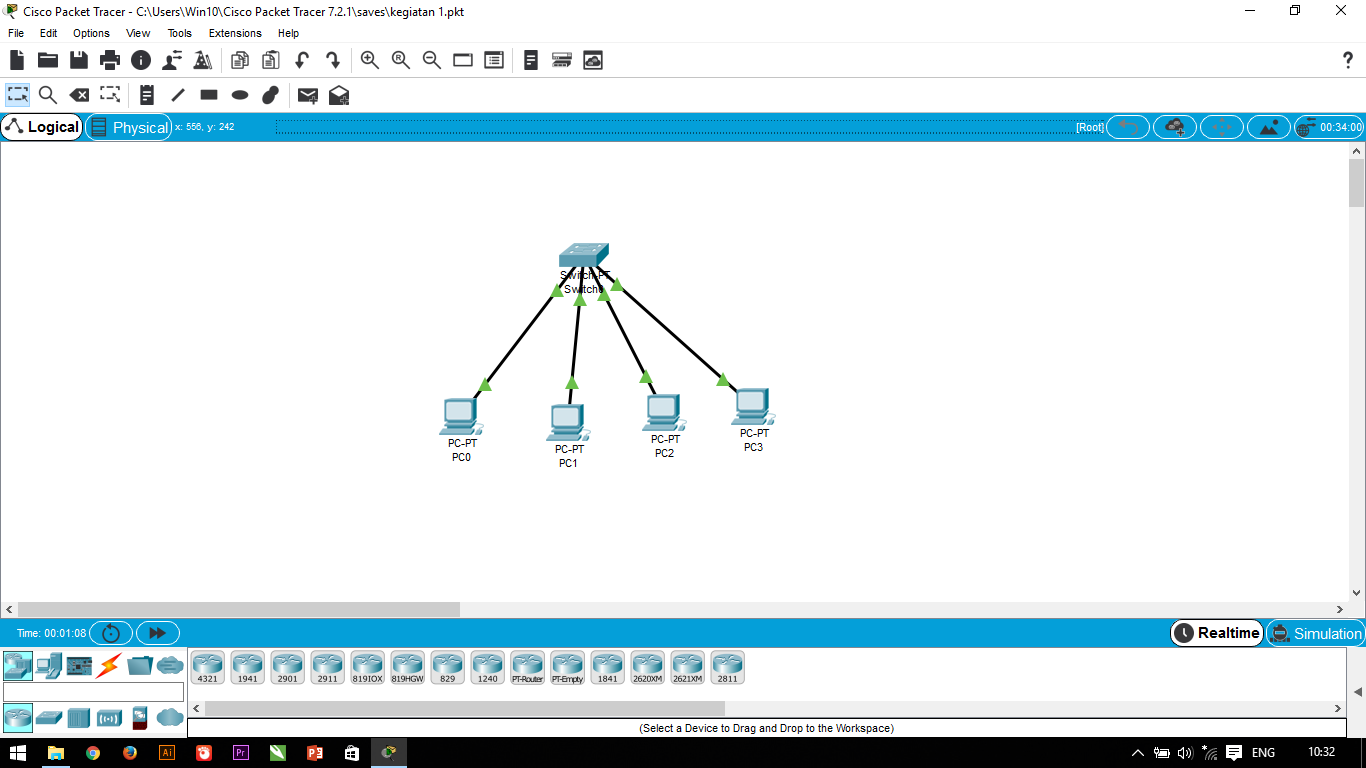 Cisco Packet Tracer - C:\Users\Win10\Cisco Packet Tracer 7.2.1\saves\kegiatan 1.pkt
File Edit Options View Tools Extensions Help
Logical Physical x: 556, y: 242 [Root] 00:34:00
Switch-PT
Switch0
PC-PT
PC0
PC-PT
PC1
PC-PT
PC2
PC-PT
PC3
Time: 00:01:08 Realtime Simulation
4321 1941 2901 2911 819IOX 819HGW 829 1240 PT-Router PT-Empty 1841 2620XM 2621XM 2811
(Select a Device to Drag and Drop to the Workspace)
Ai Pr ENG 10:32